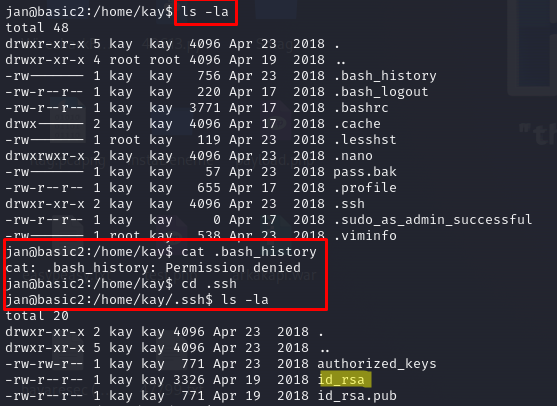 jan@basic2:/home/kay$ ls -la
total 48
drwxr-xr-x 5 kay kay 4096 Apr 23 2018 .
drwxr-xr-x 4 root root 4096 Apr 19 2018 ..
-rw------- 1 kay kay 756 Apr 23 2018 .bash_history
-rw-r--r-- 1 kay kay 220 Apr 17 2018 .bash_logout
-rw-r--r-- 1 kay kay 3771 Apr 17 2018 .bashrc
drwx------ 2 kay kay 4096 Apr 17 2018 .cache
-rw------- 1 root kay 119 Apr 23 2018 .lesshst
drwxrwxr-x 2 kay kay 4096 Apr 23 2018 .nano
-rw------- 1 kay kay 57 Apr 23 2018 pass.bak
-rw-r--r-- 1 kay kay 655 Apr 17 2018 .profile
drwxr-xr-x 2 kay kay 4096 Apr 23 2018 .ssh
-rw-r--r-- 1 kay kay 0 Apr 17 2018 .sudo_as_admin_successful
-rw------- 1 root kay 538 Apr 23 2018 .viminfo
jan@basic2:/home/kay$ cat .bash_history
cat: .bash_history: Permission denied
jan@basic2:/home/kay$ cd .ssh
jan@basic2:/home/kay/.ssh$ ls -la
total 20
drwxr-xr-x 2 kay kay 4096 Apr 23 2018 .
drwxr-xr-x 5 kay kay 4096 Apr 23 2018 ..
-rw-rw-r-- 1 kay kay 771 Apr 23 2018 authorized_keys
-rw-r--r-- 1 kay kay 3326 Apr 19 2018 id_rsa
-rw-r--r-- 1 kay kay 771 Apr 19 2018 id_rsa.pub